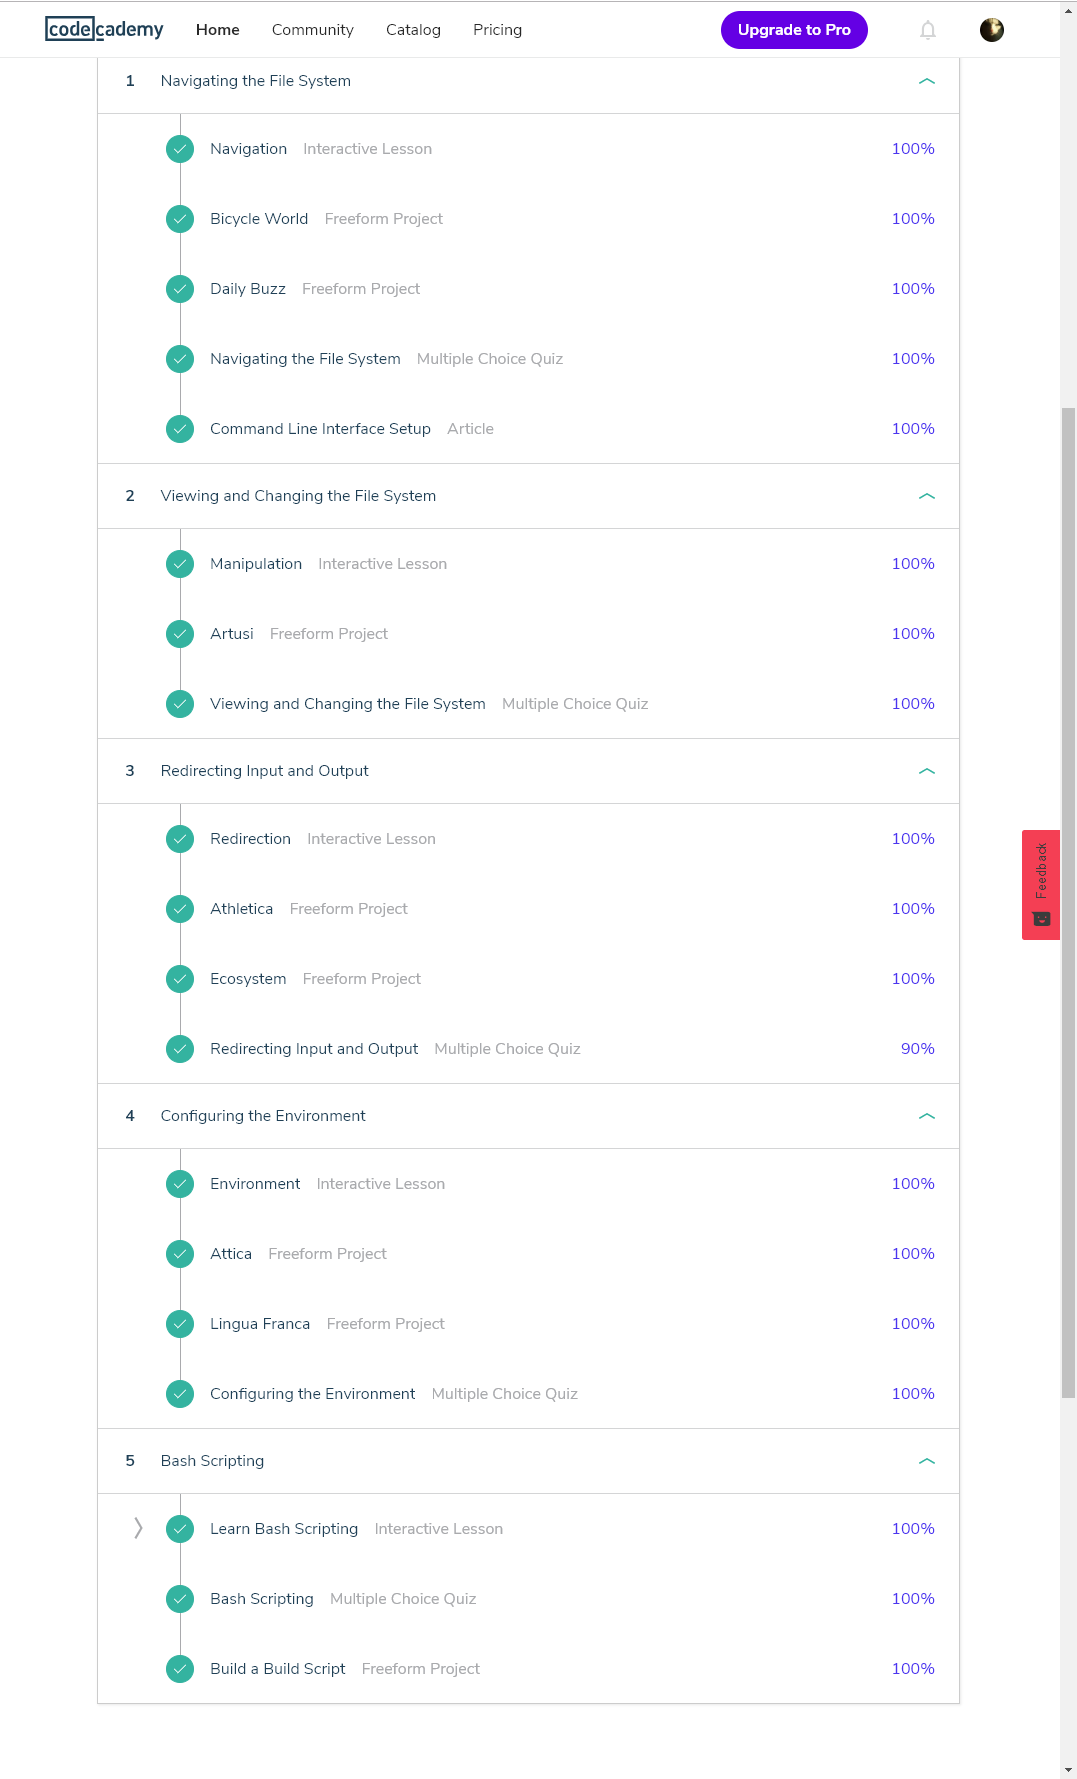 codecademy Home Community Catalog Pricing Upgrade to Pro
1 Navigating the File System
Navigation Interactive Lesson 100%
Bicycle World Freeform Project 100%
Daily Buzz Freeform Project 100%
Navigating the File System Multiple Choice Quiz 100%
Command Line Interface Setup Article 100%
2 Viewing and Changing the File System
Manipulation Interactive Lesson 100%
Artusi Freeform Project 100%
Viewing and Changing the File System Multiple Choice Quiz 100%
3 Redirecting Input and Output
Redirection Interactive Lesson 100%
Feedback
Athletica Freeform Project 100%
Ecosystem Freeform Project 100%
Redirecting Input and Output Multiple Choice Quiz 90%
4 Configuring the Environment
Environment Interactive Lesson 100%
Attica Freeform Project 100%
Lingua Franca Freeform Project 100%
Configuring the Environment Multiple Choice Quiz 100%
5 Bash Scripting
Learn Bash Scripting Interactive Lesson 100%
Bash Scripting Multiple Choice Quiz 100%
Build a Build Script Freeform Project 100%